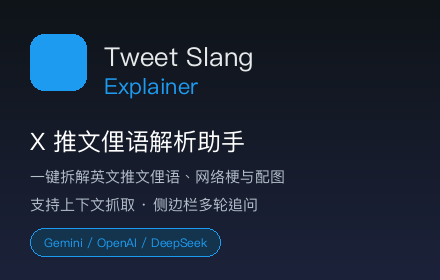 Tweet Slang
Explainer
X 推文俚语解析助手
一键拆解英文推文俚语、网络梗与配图
支持上下文抓取 · 侧边栏多轮追问
Gemini / OpenAI / DeepSeek